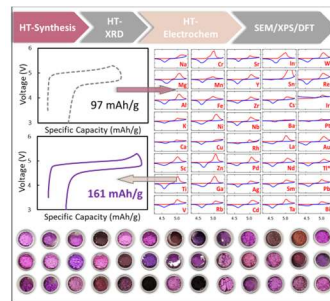 HT-Synthesis
HT-
XRD
HT-
Electrochem
SEM/XPS/DFT
Voltage (V)
6
5
4
3
97 mAh/g
Specific Capacity (mAh/g)
Voltage (V)
6
5
4
3
161 mAh/g
Specific Capacity (mAh/g)
Na Cr Sr In W
Mg Mn Y Sn Re
Al Fe Zr Cs Ir
K Ni Nb Ba Pt
Ca Cu Rh La Au
Sc Zn Pd Nd Tl*
Ti Ga Ag Sm Pb
V Rb Cd Ta Bi
4.5 5.0 4.5 5.0 4.5 5.0 4.5 5.0 4.5 5.0